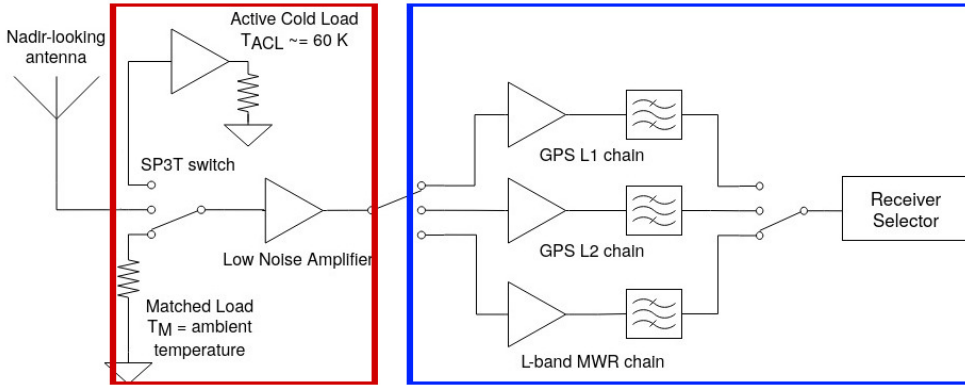 Nadir-looking
antenna
Active Cold Load
TACL ~= 60 K
SP3T switch
Low Noise Amplifier
Matched Load
TM = ambient
temperature
GPS L1 chain
GPS L2 chain
L-band MWR chain
Receiver
Selector